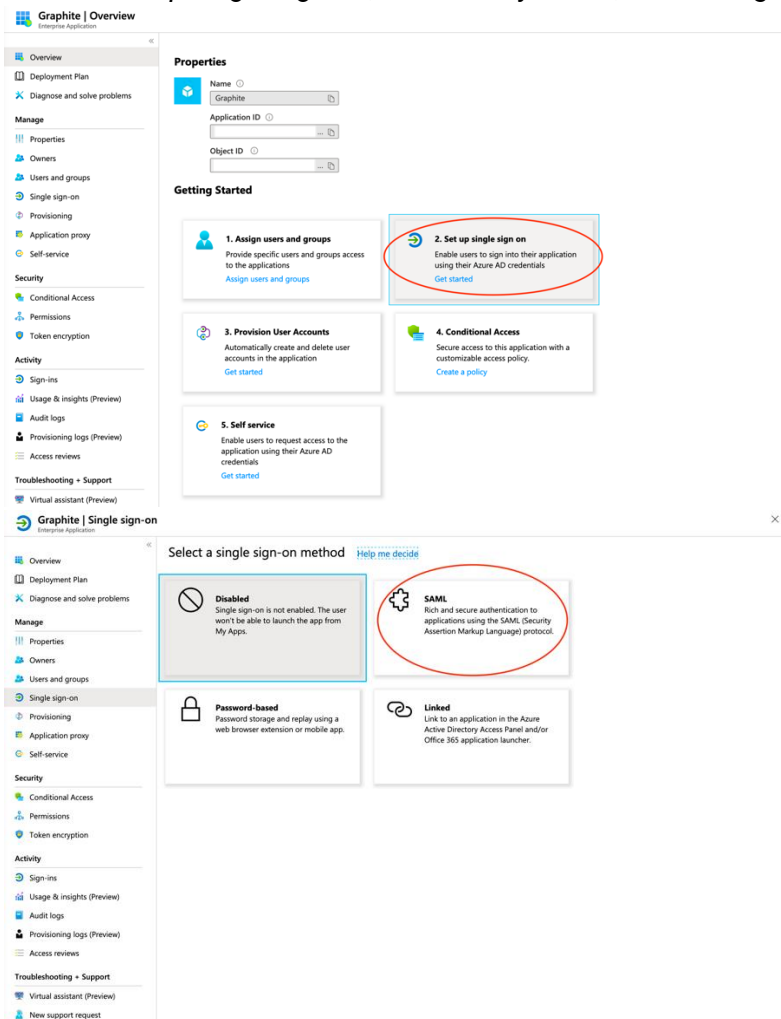 Graphite | Overview
Enterprise Application
«
Overview
Deployment Plan
Diagnose and solve problems
Manage
Properties
Owners
Users and groups
Single sign-on
Provisioning
Application proxy
Self-service
Security
Conditional Access
Permissions
Token encryption
Activity
Sign-ins
Usage & insights (Preview)
Audit logs
Provisioning logs (Preview)
Access reviews
Troubleshooting + Support
Virtual assistant (Preview)
Properties
Name
Graphite
Application ID
...
Object ID
...
Getting Started
1. Assign users and groups
Provide specific users and groups access
to the applications
Assign users and groups
2. Set up single sign on
Enable users to sign into their application
using their Azure AD credentials
Get started
3. Provision User Accounts
Automatically create and delete user
accounts in the application
Get started
4. Conditional Access
Secure access to this application with a
customizable access policy.
Create a policy
5. Self service
Enable users to request access to the
application using their Azure AD
credentials
Get started
Graphite | Single sign-on
Enterprise Application
«
Overview
Deployment Plan
Diagnose and solve problems
Manage
Properties
Owners
Users and groups
Single sign-on
Provisioning
Application proxy
Self-service
Security
Conditional Access
Permissions
Token encryption
Activity
Sign-ins
Usage & insights (Preview)
Audit logs
Provisioning logs (Preview)
Access reviews
Troubleshooting + Support
Virtual assistant (Preview)
New support request
Select a single sign-on method Help me decide
Disabled
Single sign-on is not enabled. The user
won't be able to launch the app from
My Apps.
SAML
Rich and secure authentication to
applications using the SAML (Security
Assertion Markup Language) protocol.
Password-based
Password storage and replay using a
web browser extension or mobile app.
Linked
Link to an application in the Azure
Active Directory Access Panel and/or
Office 365 application launcher.